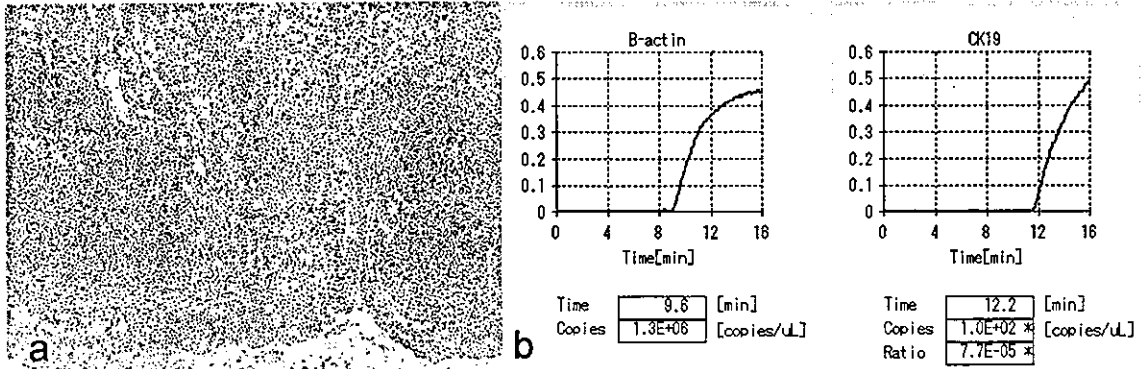 a
b
B-actin
0.6
0.5
0.4
0.3
0.2
0.1
0
0 4 8 12 16
Time[min]
Time 9.6 [min]
Copies 1.3E+06 [copies/uL]
CK19
0.6
0.5
0.4
0.3
0.2
0.1
0
0 4 8 12 16
Time[min]
Time 12.2 [min]
Copies 1.0E+02 * [copies/uL]
Ratio 7.7E-05 *